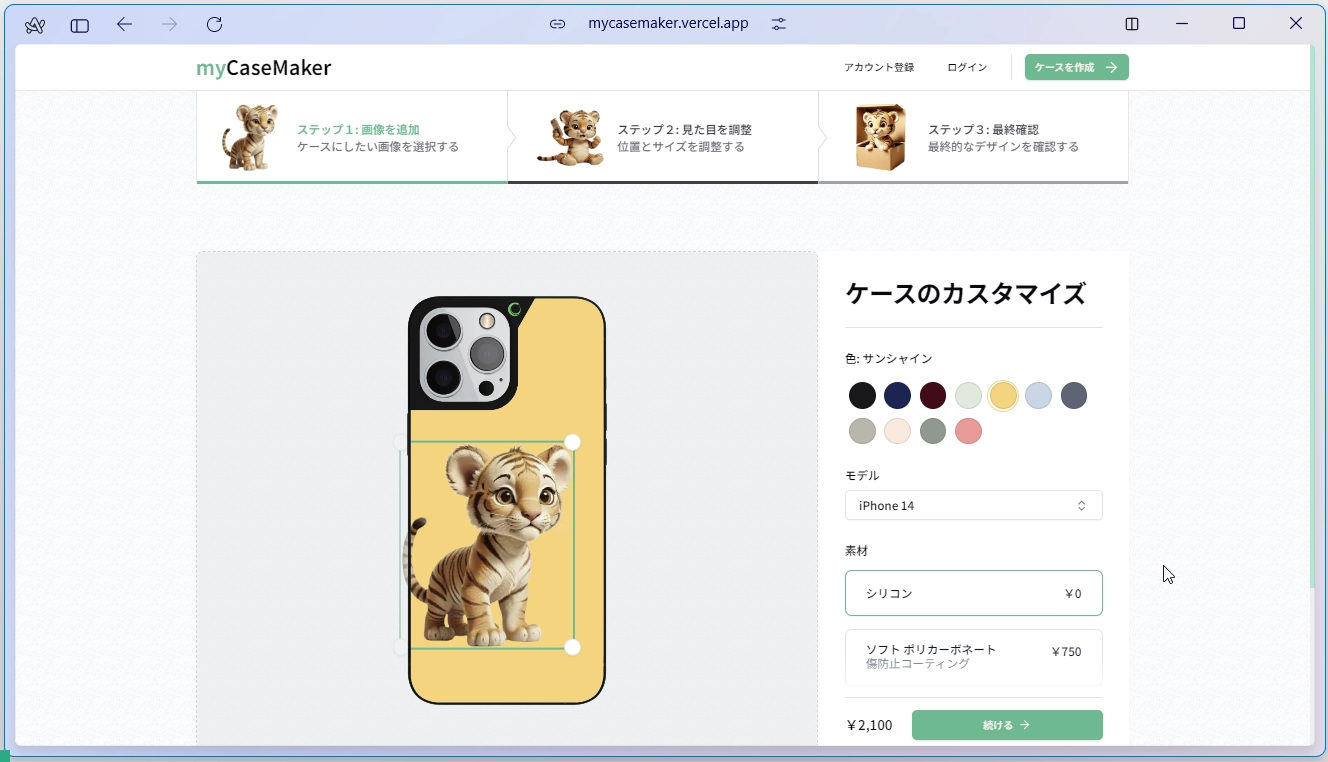 mycasemaker.vercel.app
myCaseMaker
アカウント登録
ログイン
ケースを作成
ステップ1: 画像を追加
ケースにしたい画像を選択する
ステップ2: 見た目を調整
位置とサイズを調整する
ステップ3: 最終確認
最終的なデザインを確認する
ケースのカスタマイズ
色: サンシャイン
モデル
iPhone 14
素材
シリコン ￥0
ソフト ポリカーボネート ￥750
傷防止コーティング
￥2,100
続ける